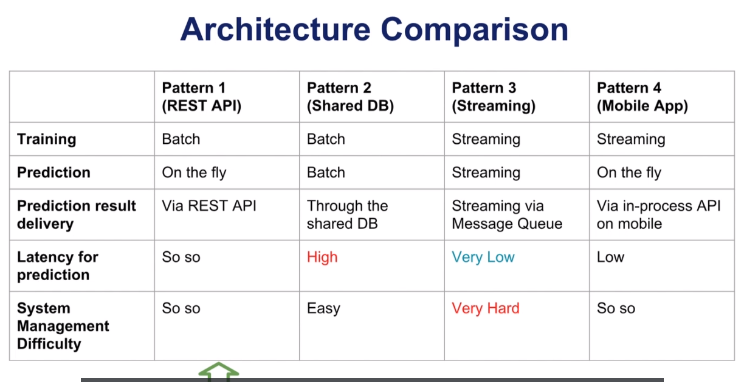 Architecture Comparison
Pattern 1 (REST API)
Pattern 2 (Shared DB)
Pattern 3 (Streaming)
Pattern 4 (Mobile App)
Training
Batch
Batch
Streaming
Streaming
Prediction
On the fly
Batch
Streaming
On the fly
Prediction result delivery
Via REST API
Through the shared DB
Streaming via Message Queue
Via in-process API on mobile
Latency for prediction
So so
High
Very Low
Low
System Management Difficulty
So so
Easy
Very Hard
So so